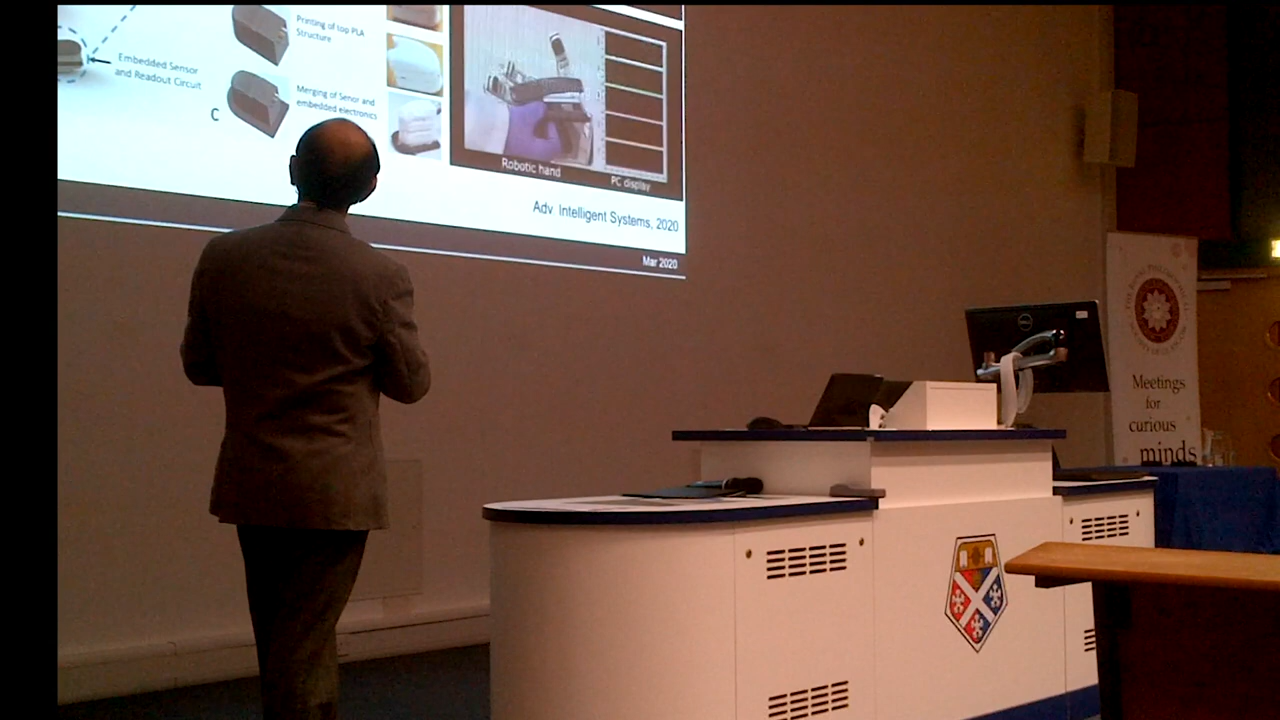 Printing of top PLA
Structure
Embedded Sensor
and Readout Circuit
C
Merging of Senor and
embedded electronics
Robotic hand
PC display
Adv. Intelligent Systems, 2020
Mar 2020
DELL
Meetings
for
curious
minds